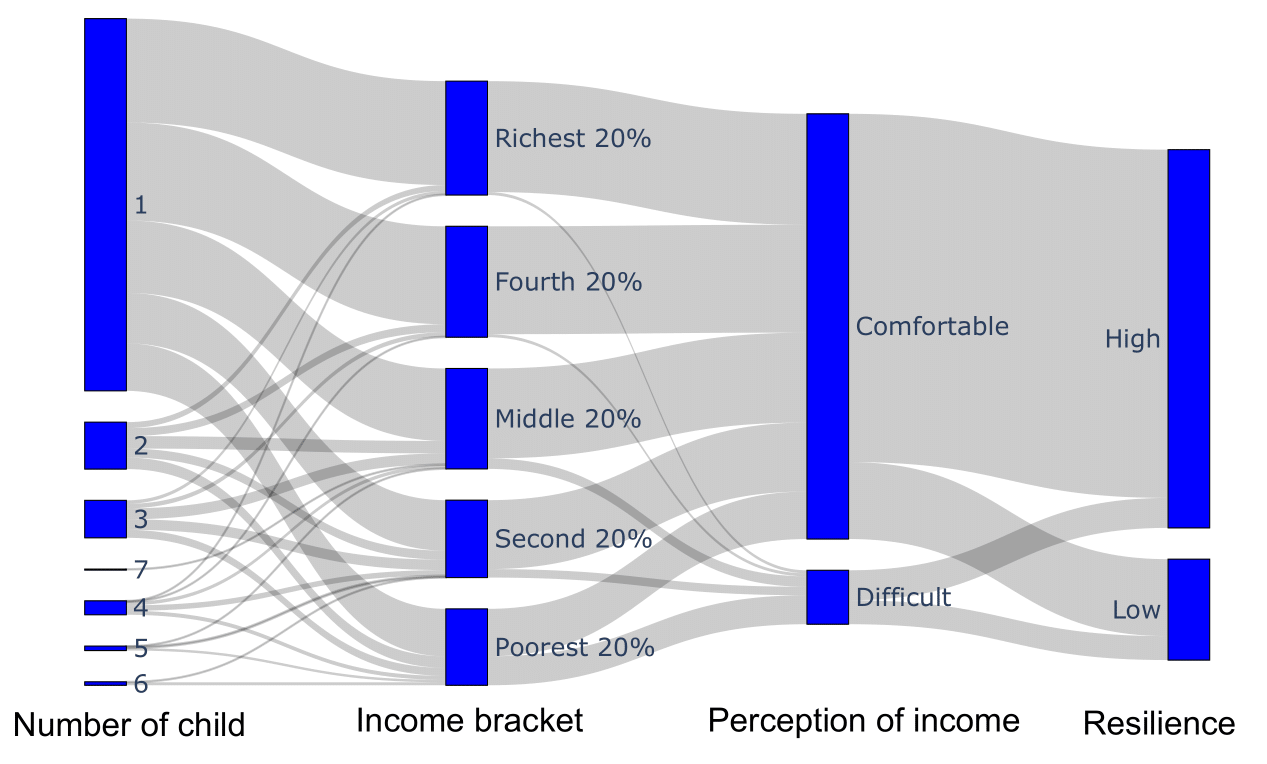 1
2
3
7
4
5
6
Richest 20%
Fourth 20%
Middle 20%
Second 20%
Poorest 20%
Comfortable
Difficult
High
Low
Number of child
Income bracket
Perception of income
Resilience